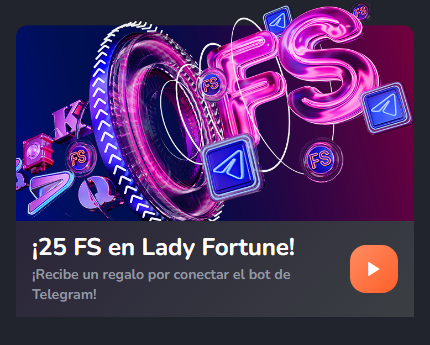 FS
FS
FS
FS
K
A
Q
¡25 FS en Lady Fortune!
¡Recibe un regalo por conectar el bot de
Telegram!